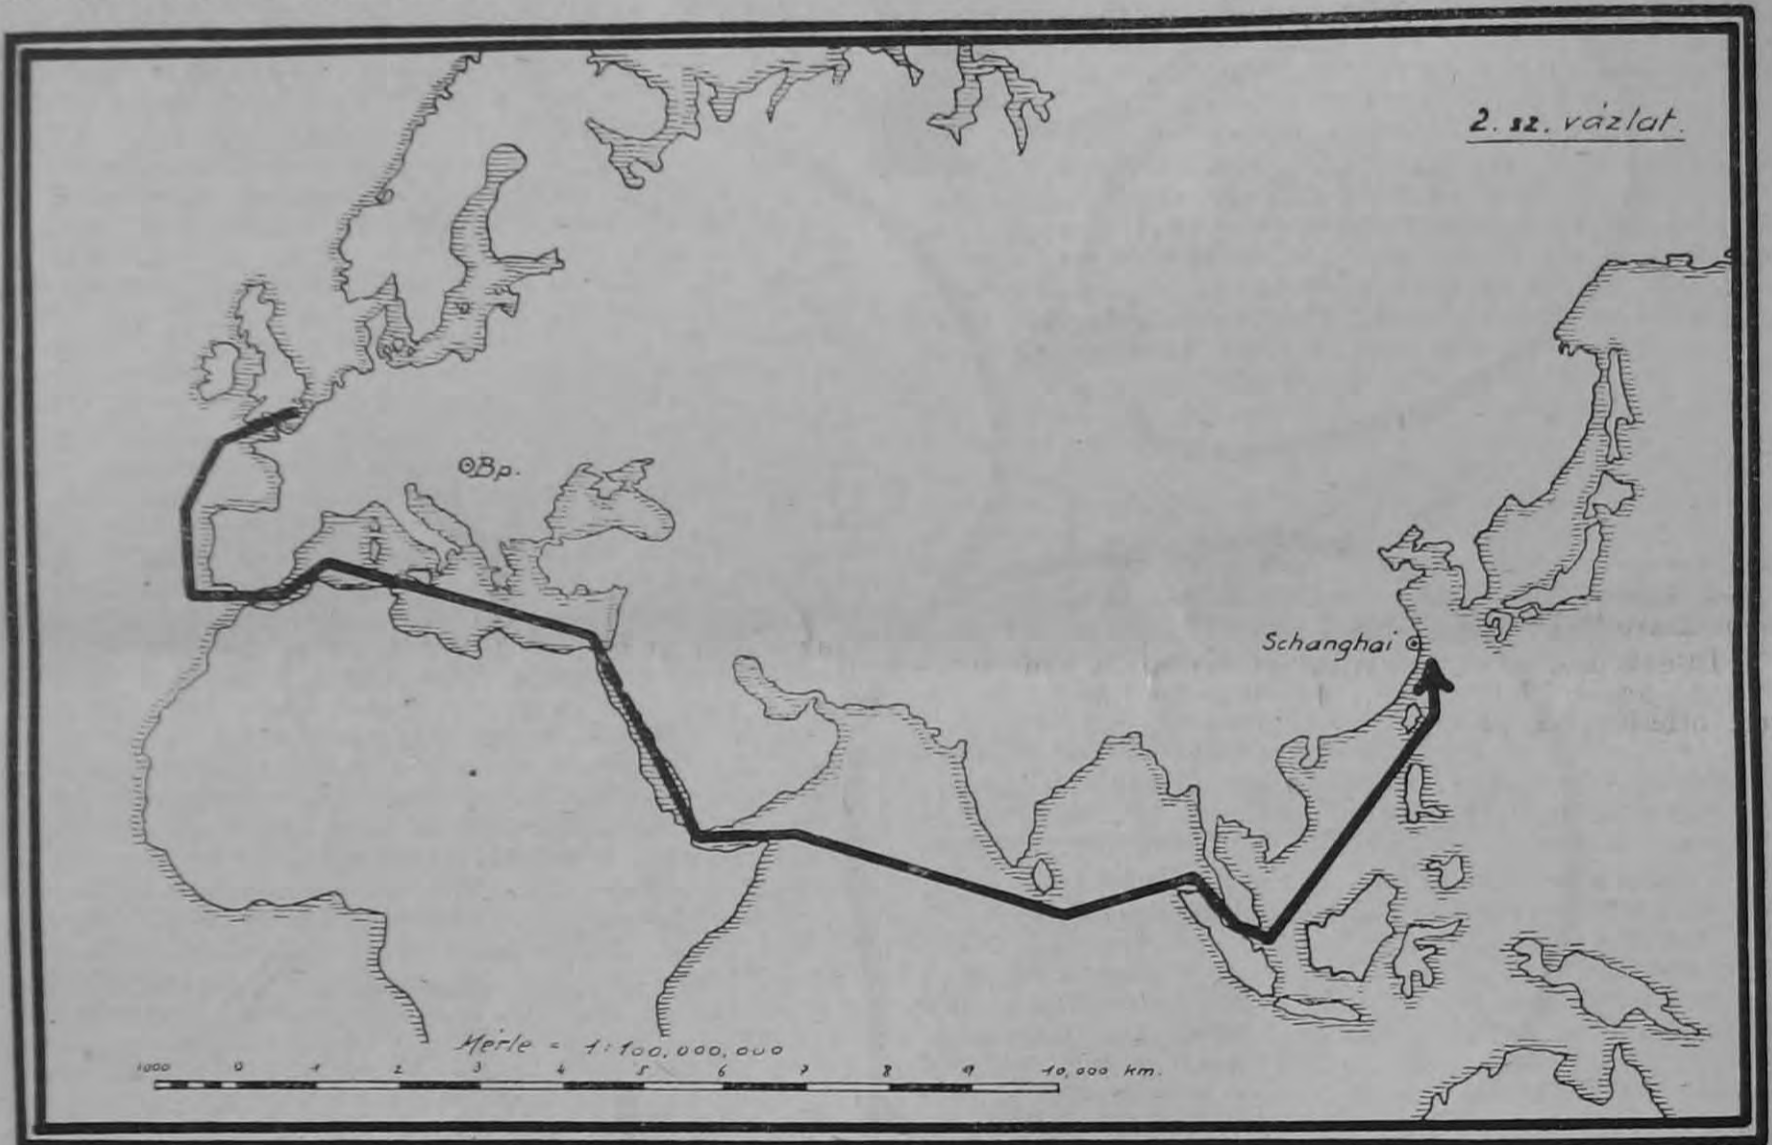 2. sz. vázlat.
Bp.
Schanghai
Mérle = 1:100,000,000
1000 0 1 2 3 4 5 6 7 8 9 10,000 km.